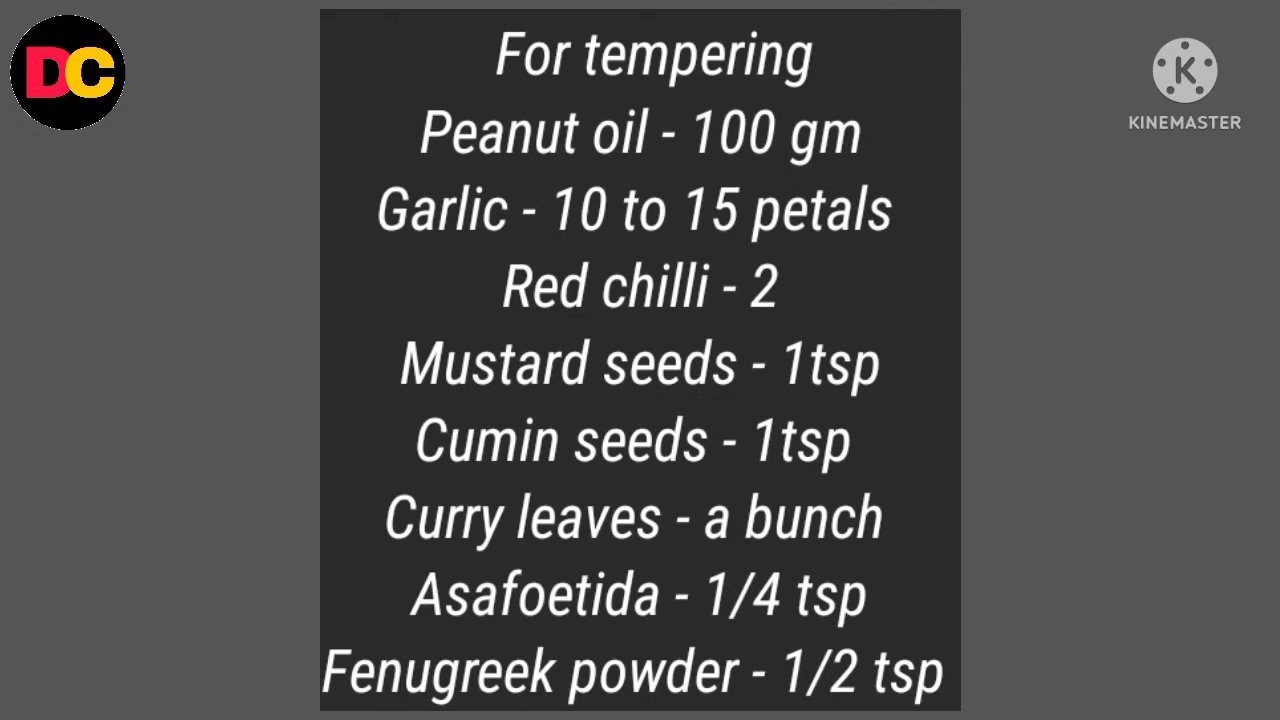 DC
For tempering
Peanut oil - 100 gm
Garlic - 10 to 15 petals
Red chilli - 2
Mustard seeds - 1tsp
Cumin seeds - 1tsp
Curry leaves - a bunch
Asafoetida - 1/4 tsp
Fenugreek powder - 1/2 tsp
K
KINEMASTER